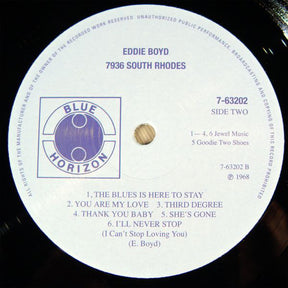 ALL RIGHTS OF THE MANUFACTURER AND OF THE OWNER OF THE RECORDED WORK RESERVED. UNAUTHORISED PUBLIC PERFORMANCE, BROADCASTING AND COPYING OF THIS RECORD PROHIBITED
EDDIE BOYD
7936 SOUTH RHODES
7-63202
SIDE TWO
1— 4, 6 Jewel Music
5 Goodie Two Shoes
BLUE
HORIZON
7-63202 B
℗ 1968
1.THE BLUES IS HERE TO STAY
2.YOU ARE MY LOVE 3. THIRD DEGREE
4.THANK YOU BABY 5. SHE'S GONE
6.I'LL NEVER STOP
(I Can't Stop Loving You)
(E. Boyd)